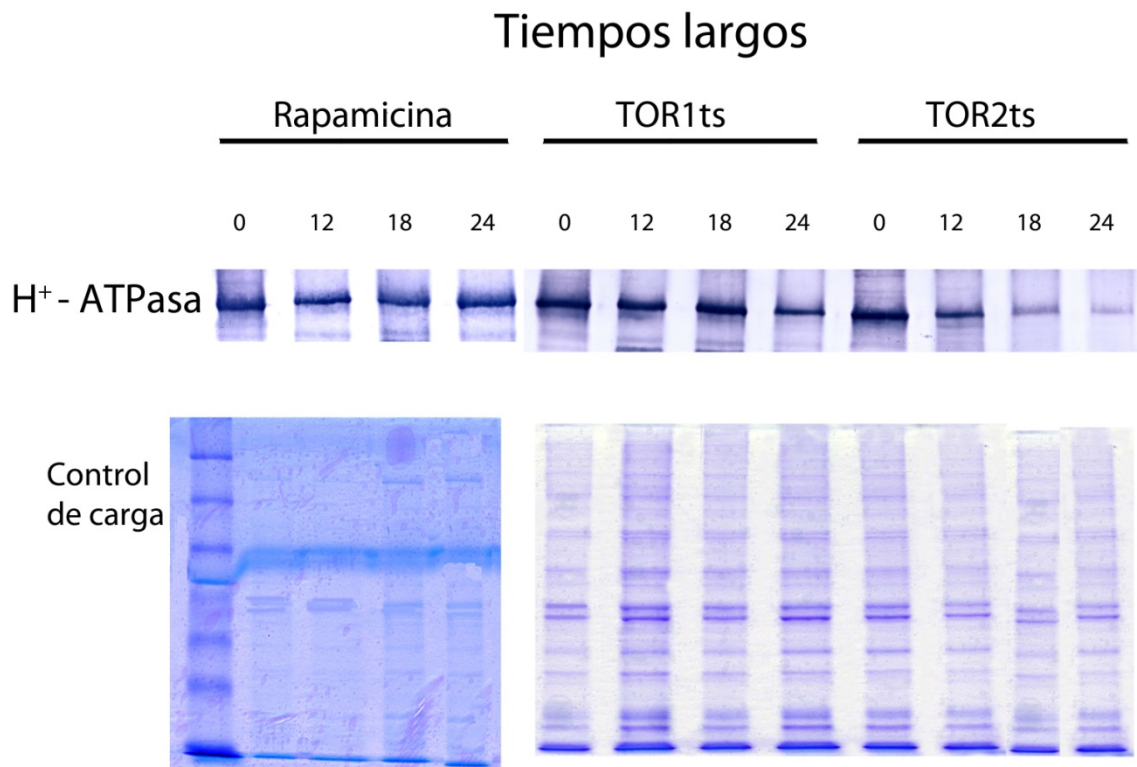 Tiempos largos
Rapamicina TOR1ts TOR2ts
0 12 18 24 0 12 18 24 0 12 18 24
H⁺ - ATPasa
Control
de carga